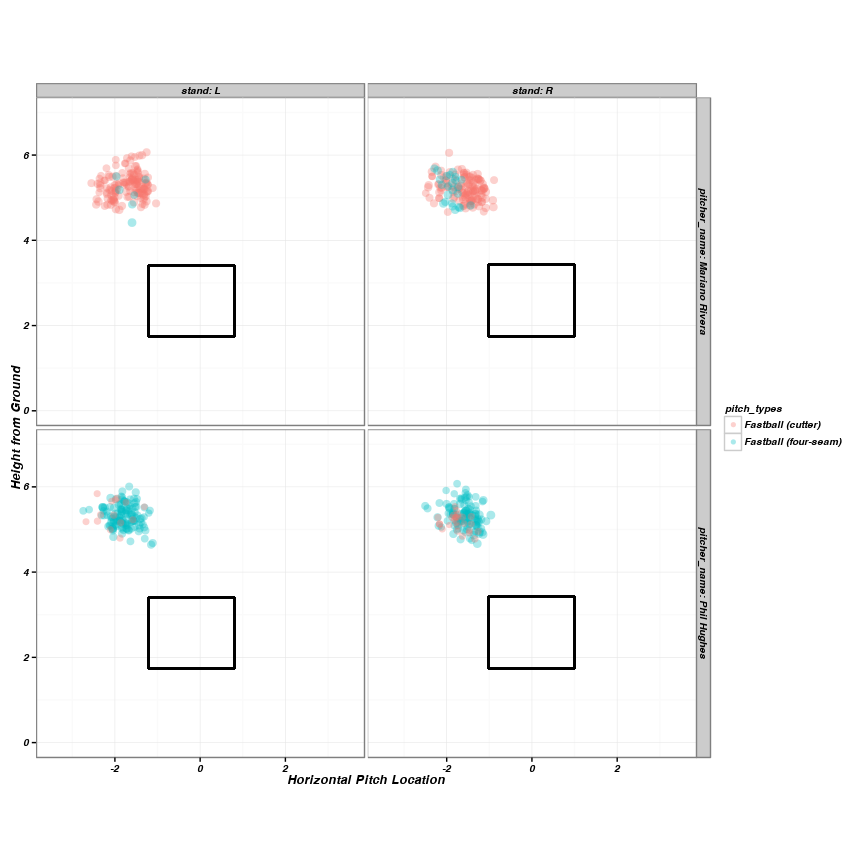 stand: L
stand: R
6
4
2
0
pitcher_name: Mariano Rivera
Height from Ground
pitch_types
Fastball (cutter)
Fastball (four-seam)
6
4
2
0
pitcher_name: Phil Hughes
-2
0
2
-2
0
2
Horizontal Pitch Location